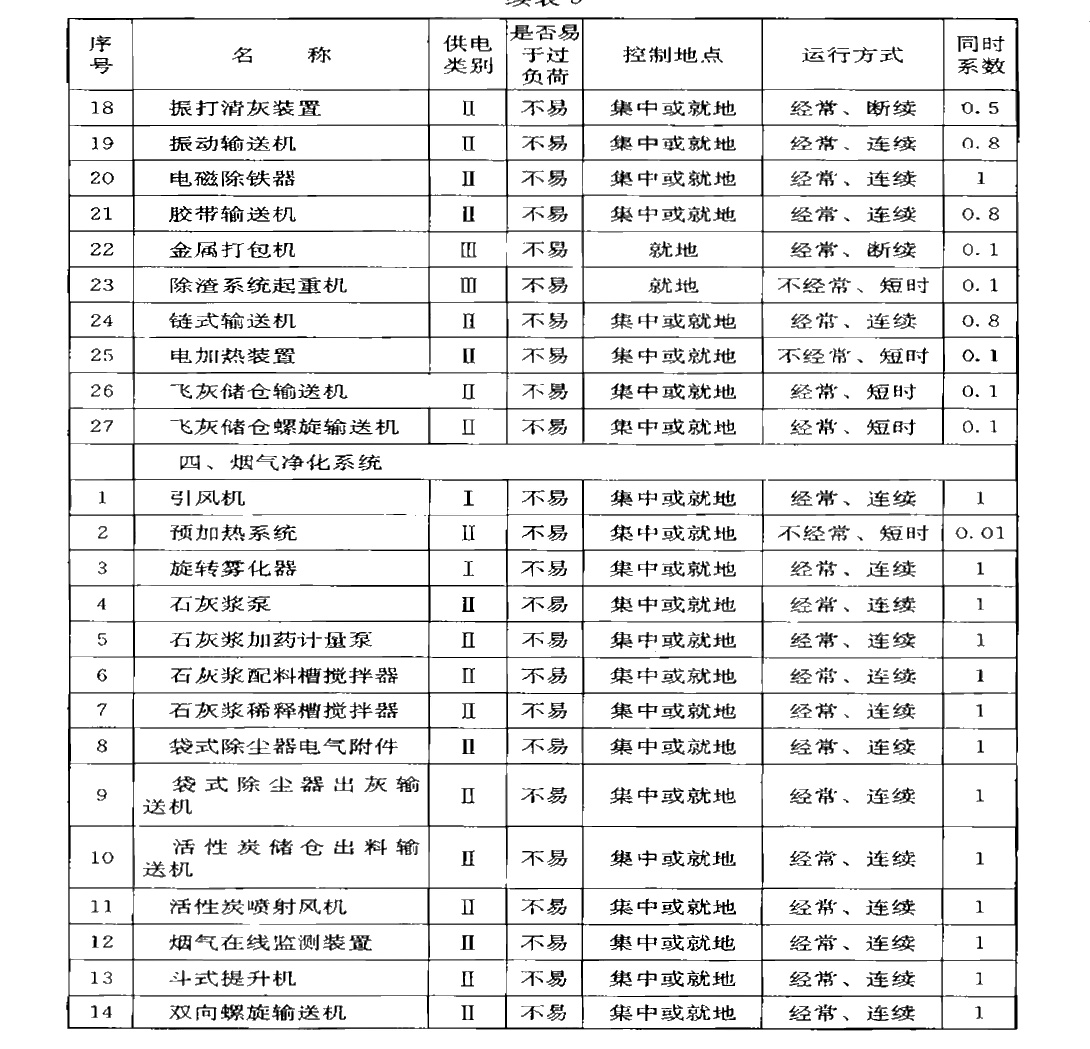 序号 名 称 供电类别 是否易于过负荷 控制地点 运行方式 同时系数
18 振打清灰装置 Ⅱ 不易 集中或就地 经常、断续 0.5
19 振动输送机 Ⅱ 不易 集中或就地 经常、连续 0.8
20 电磁除铁器 Ⅱ 不易 集中或就地 经常、连续 1
21 胶带输送机 Ⅱ 不易 集中或就地 经常、连续 0.8
22 金属打包机 Ⅲ 不易 就地 经常、断续 0.1
23 除渣系统起重机 Ⅲ 不易 就地 不经常、短时 0.1
24 链式输送机 Ⅱ 不易 集中或就地 经常、连续 0.8
25 电加热装置 Ⅱ 不易 集中或就地 不经常、短时 0.1
26 飞灰储仓输送机 Ⅱ 不易 集中或就地 经常、短时 0.1
27 飞灰储仓螺旋输送机 Ⅱ 不易 集中或就地 经常、短时 0.1
四、烟气净化系统
1 引风机 Ⅰ 不易 集中或就地 经常、连续 1
2 预加热系统 Ⅱ 不易 集中或就地 不经常、短时 0.01
3 旋转雾化器 Ⅰ 不易 集中或就地 经常、连续 1
4 石灰浆泵 Ⅱ 不易 集中或就地 经常、连续 1
5 石灰浆加药计量泵 Ⅱ 不易 集中或就地 经常、连续 1
6 石灰浆配料槽搅拌器 Ⅱ 不易 集中或就地 经常、连续 1
7 石灰浆稀释槽搅拌器 Ⅱ 不易 集中或就地 经常、连续 1
8 袋式除尘器电气附件 Ⅱ 不易 集中或就地 经常、连续 1
9 袋式除尘器出灰输送机 Ⅱ 不易 集中或就地 经常、连续 1
10 活性炭储仓出料输送机 Ⅱ 不易 集中或就地 经常、连续 1
11 活性炭喷射风机 Ⅱ 不易 集中或就地 经常、连续 1
12 烟气在线监测装置 Ⅱ 不易 集中或就地 经常、连续 1
13 斗式提升机 Ⅱ 不易 集中或就地 经常、连续 1
14 双向螺旋输送机 Ⅱ 不易 集中或就地 经常、连续 1